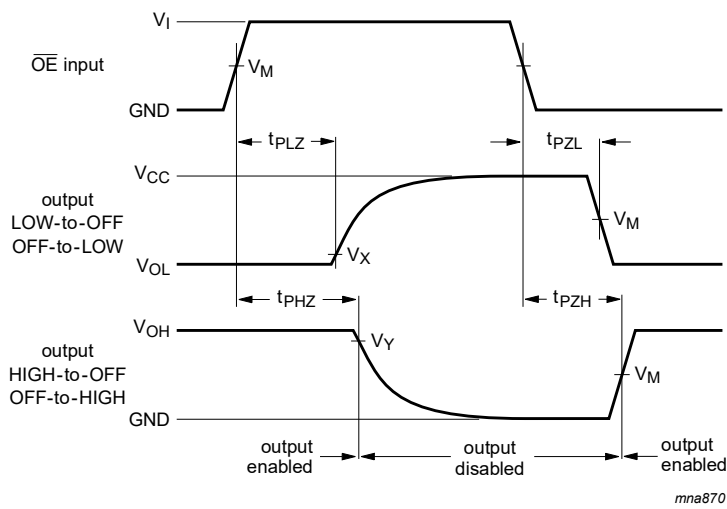 V_I
O̅E̅ input
V_M
GND
t_PLZ
t_PZL
V_CC
output
LOW-to-OFF
OFF-to-LOW
V_M
V_X
V_OL
t_PHZ
t_PZH
V_OH
V_Y
output
HIGH-to-OFF
OFF-to-HIGH
V_M
GND
output
enabled
output
disabled
output
enabled
mna870